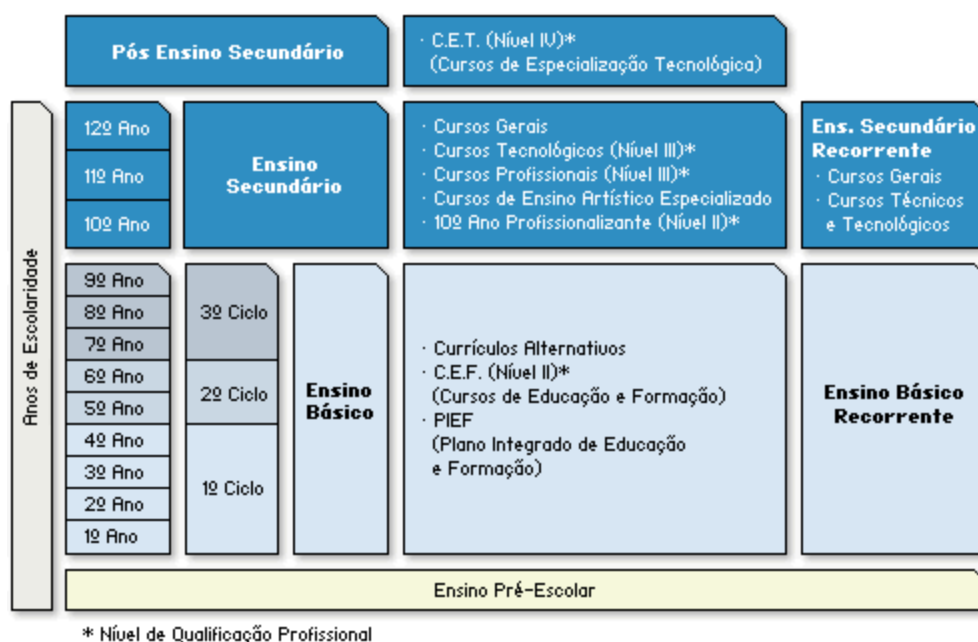 Pós Ensino Secundário
· C.E.T. (Nível IV)*
(Cursos de Especialização Tecnológica)
Anos de Escolaridade
12º Ano
11º Ano
10º Ano
Ensino
Secundário
· Cursos Gerais
· Cursos Tecnológicos (Nível III)*
· Cursos Profissionais (Nível III)*
· Cursos de Ensino Artístico Especializado
· 10º Ano Profissionalizante (Nível II)*
Ens. Secundário
Recorrente
· Cursos Gerais
· Cursos Técnicos
e Tecnológicos
9º Ano
8º Ano
7º Ano
6º Ano
5º Ano
4º Ano
3º Ano
2º Ano
1º Ano
3º Ciclo
2º Ciclo
1º Ciclo
Ensino
Básico
· Currículos Alternativos
· C.E.F. (Nível II)*
(Cursos de Educação e Formação)
· PIEF
(Plano Integrado de Educação
e Formação)
Ensino Básico
Recorrente
Ensino Pré-Escolar
* Nível de Qualificação Profissional